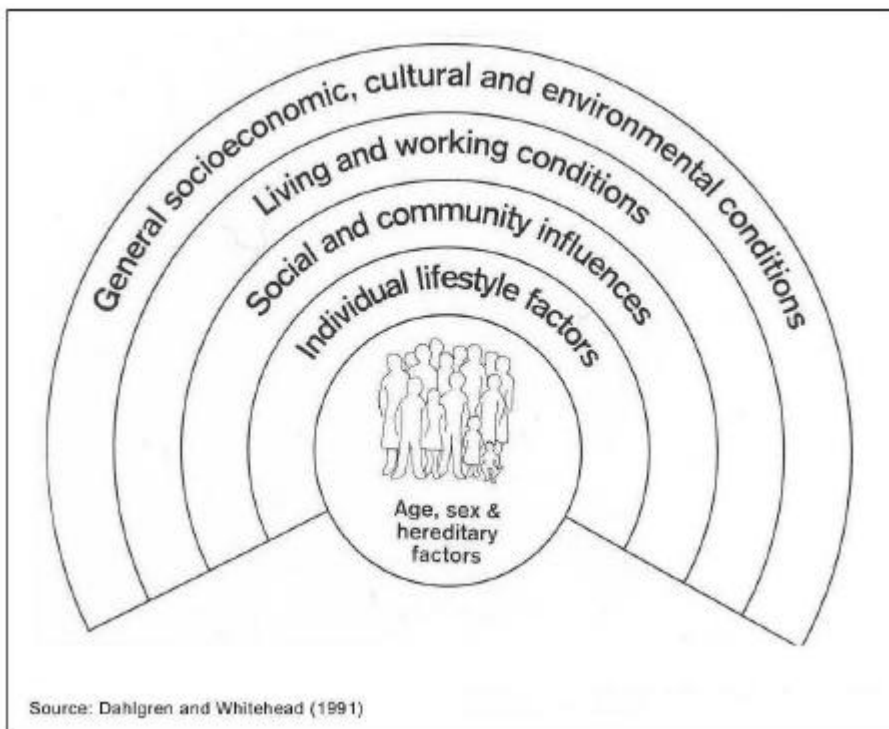 General socioeconomic, cultural and environmental conditions
Living and working conditions
Social and community influences
Individual lifestyle factors
Age, sex &
hereditary
factors
Source: Dahlgren and Whitehead (1991)